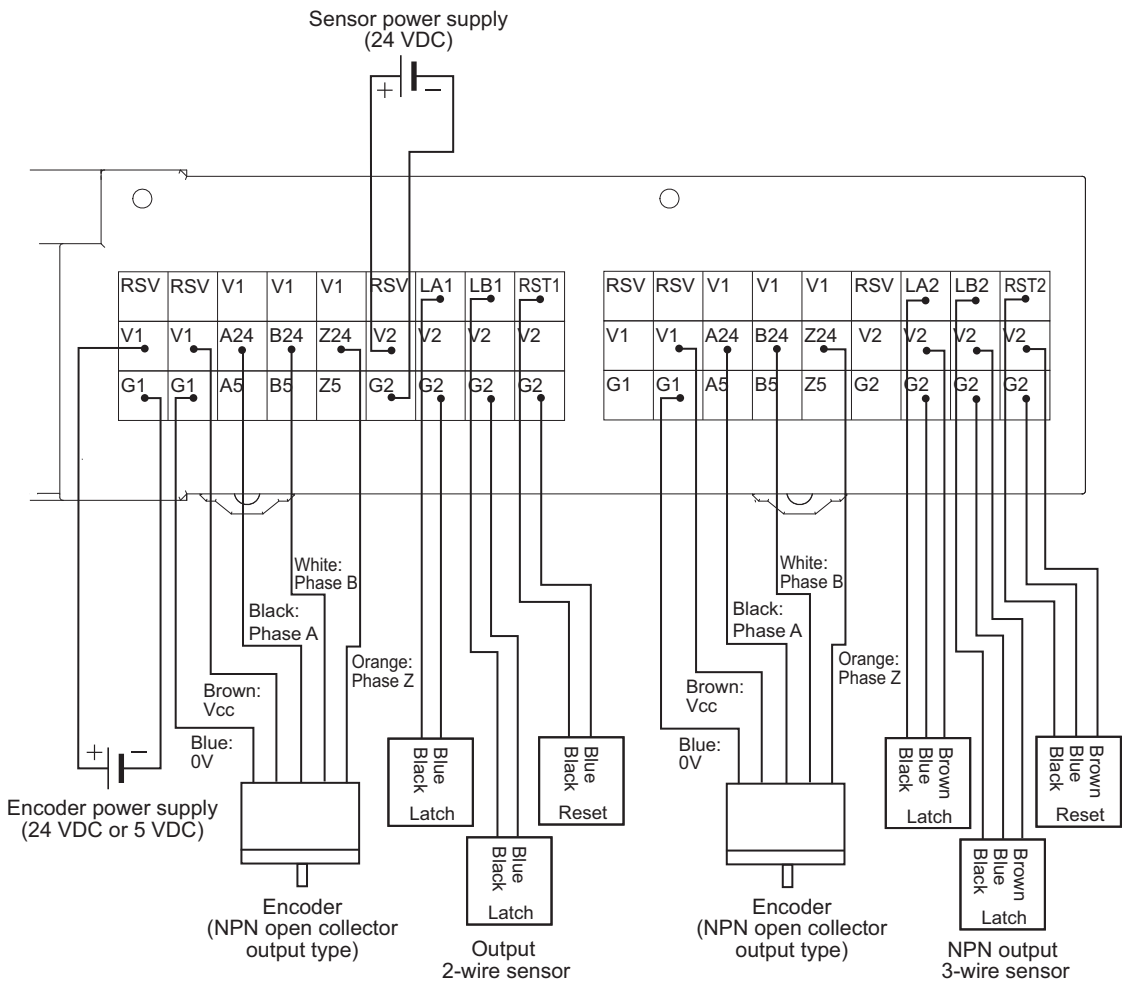 Sensor power supply
(24 VDC)
+ −
RSV RSV V1 V1 V1 RSV LA1 LB1 RST1
V1 V1 A24 B24 Z24 V2 V2 V2 V2
G1 G1 A5 B5 Z5 G2 G2 G2 G2
RSV RSV V1 V1 V1 RSV LA2 LB2 RST2
V1 V1 A24 B24 Z24 V2 V2 V2 V2
G1 G1 A5 B5 Z5 G2 G2 G2 G2
White:
Phase B
Black:
Phase A
Orange:
Phase Z
Brown:
Vcc
Blue:
0V
+ −
Encoder power supply
(24 VDC or 5 VDC)
Encoder
(NPN open collector
output type)
Black
Blue
Latch
Black
Blue
Latch
Black
Blue
Reset
Output
2-wire sensor
White:
Phase B
Black:
Phase A
Orange:
Phase Z
Brown:
Vcc
Blue:
0V
Encoder
(NPN open collector
output type)
Black
Blue
Brown
Latch
Black
Blue
Brown
Latch
Black
Blue
Brown
Reset
NPN output
3-wire sensor